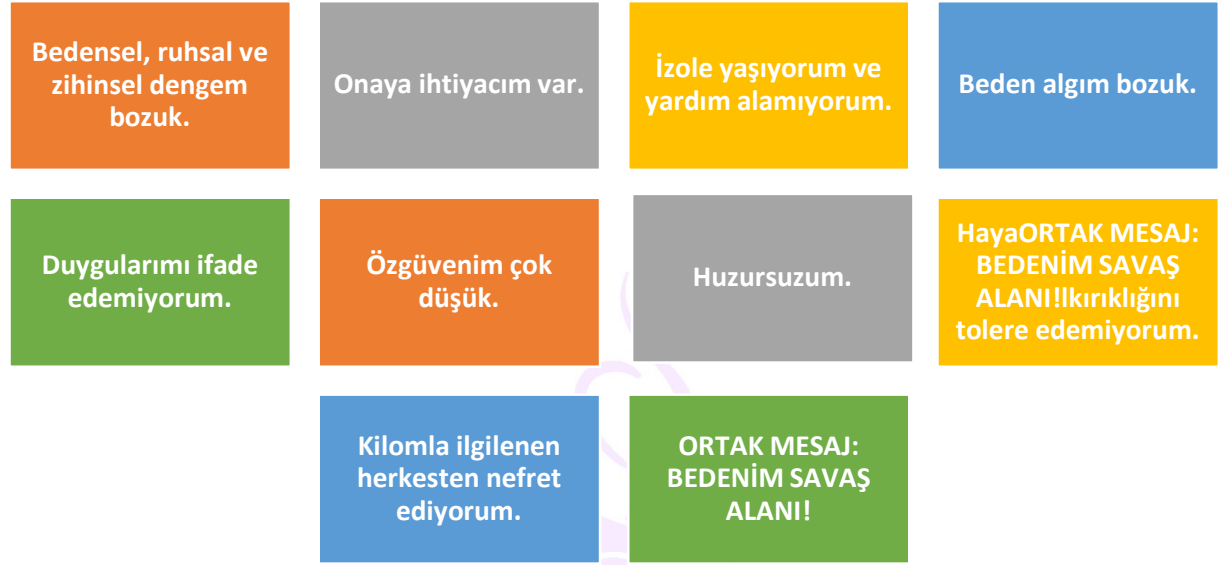 Bedensel, ruhsal ve
zihinsel dengem
bozuk.
Onaya ihtiyacım var.
İzole yaşıyorum ve
yardım alamıyorum.
Beden algım bozuk.
Duygularımı ifade
edemiyorum.
Özgüvenim çok
düşük.
Huzursuzum.
HayaORTAK MESAJ:
BEDENİM SAVAŞ
ALANI!lkırıklığını
tolere edemiyorum.
Kilomla ilgilenen
herkesten nefret
ediyorum.
ORTAK MESAJ:
BEDENİM SAVAŞ
ALANI!